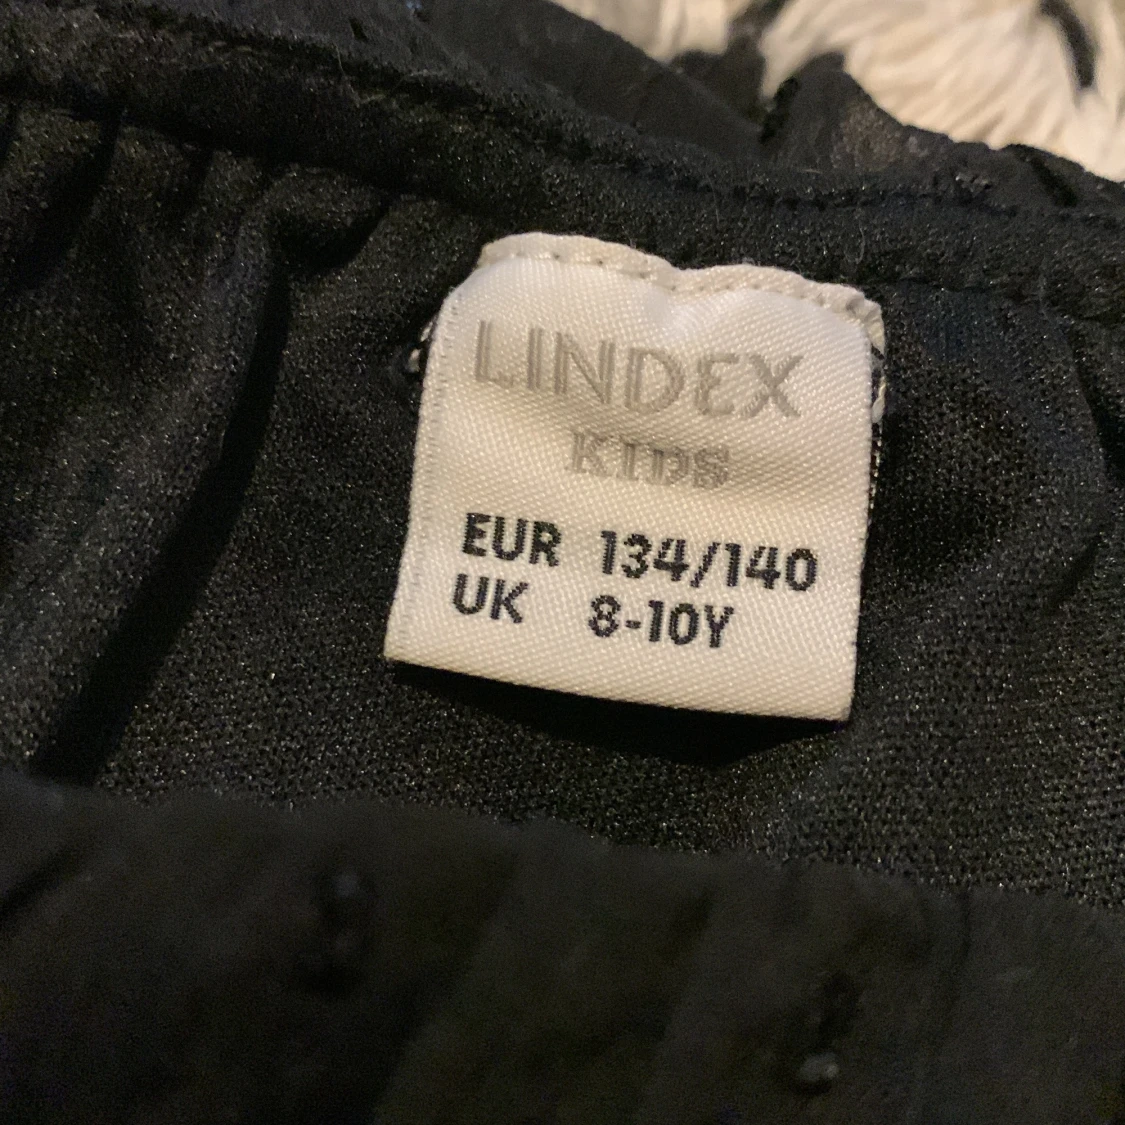 LINDEX
KIDS
EUR 134/140
UK 8-10Y